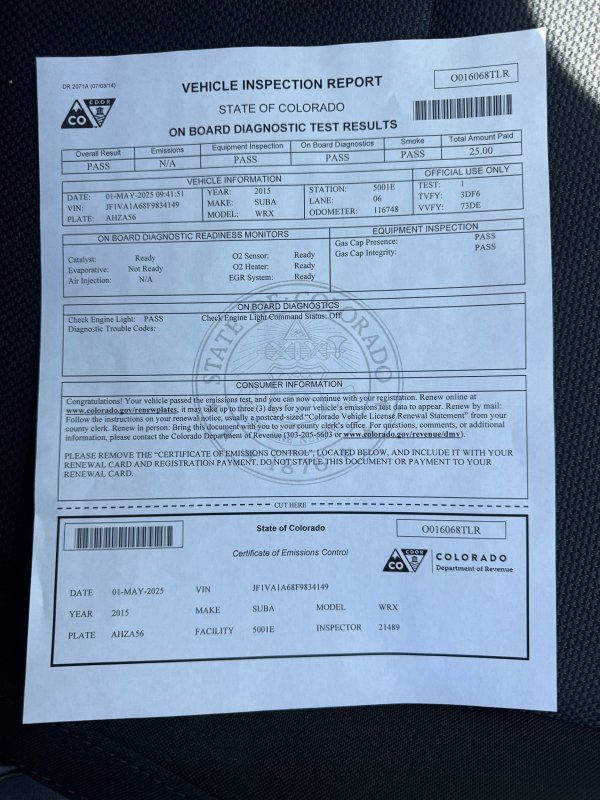 DR 2071A (07/03/14)
VEHICLE INSPECTION REPORT
O016068TLR
CDOR
CO
STATE OF COLORADO
ON BOARD DIAGNOSTIC TEST RESULTS
Overall Result Emissions Equipment Inspection On Board Diagnostics Smoke Total Amount Paid
PASS N/A PASS PASS PASS 25.00
VEHICLE INFORMATION OFFICIAL USE ONLY
DATE: 01-MAY-2025 09:41:51 YEAR: 2015 STATION: 5001E TEST: 1
VIN: JF1VA1A68F9834149 MAKE: SUBA LANE: 06 TVFY: 3DF6
PLATE: AHZA56 MODEL: WRX ODOMETER: 116748 VVFY: 73DE
ON BOARD DIAGNOSTIC READINESS MONITORS EQUIPMENT INSPECTION
Catalyst: Ready O2 Sensor: Ready Gas Cap Presence: PASS
Evaporative: Not Ready O2 Heater: Ready Gas Cap Integrity: PASS
Air Injection: N/A EGR System: Ready
ON BOARD DIAGNOSTICS
Check Engine Light: PASS Check Engine Light Command Status: Off
Diagnostic Trouble Codes:
STATE OF COLORADO
1876
CONSUMER INFORMATION
Congratulations! Your vehicle passed the emissions test, and you can now continue with your registration. Renew online at
www.colorado.gov/renewplates, it may take up to three (3) days for your vehicle's emissions test data to appear. Renew by mail:
Follow the instructions on your renewal notice, usually a postcard-sized "Colorado Vehicle License Renewal Statement" from your
county clerk. Renew in person: Bring this document with you to your county clerk's office. For questions, comments, or additional
information, please contact the Colorado Department of Revenue (303-205-5603 or www.colorado.gov/revenue/dmv).
PLEASE REMOVE THE "CERTIFICATE OF EMISSIONS CONTROL", LOCATED BELOW, AND INCLUDE IT WITH YOUR
RENEWAL CARD AND REGISTRATION PAYMENT. DO NOT STAPLE THIS DOCUMENT OR PAYMENT TO YOUR
RENEWAL CARD.
CUT HERE
State of Colorado
O016068TLR
Certificate of Emissions Control
CDOR
CO
COLORADO
Department of Revenue
DATE 01-MAY-2025 VIN JF1VA1A68F9834149
YEAR 2015 MAKE SUBA MODEL WRX
PLATE AHZA56 FACILITY 5001E INSPECTOR 21489